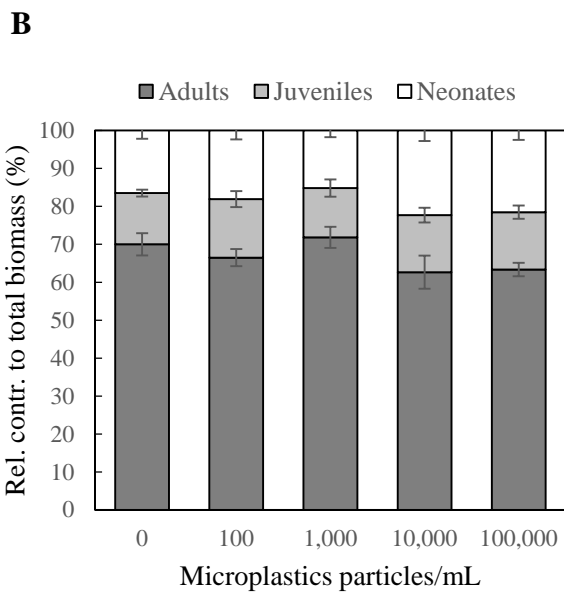 B
Adults Juveniles Neonates
Rel. contr. to total biomass (%)
100
90
80
70
60
50
40
30
20
10
0
0 100 1,000 10,000 100,000
Microplastics particles/mL